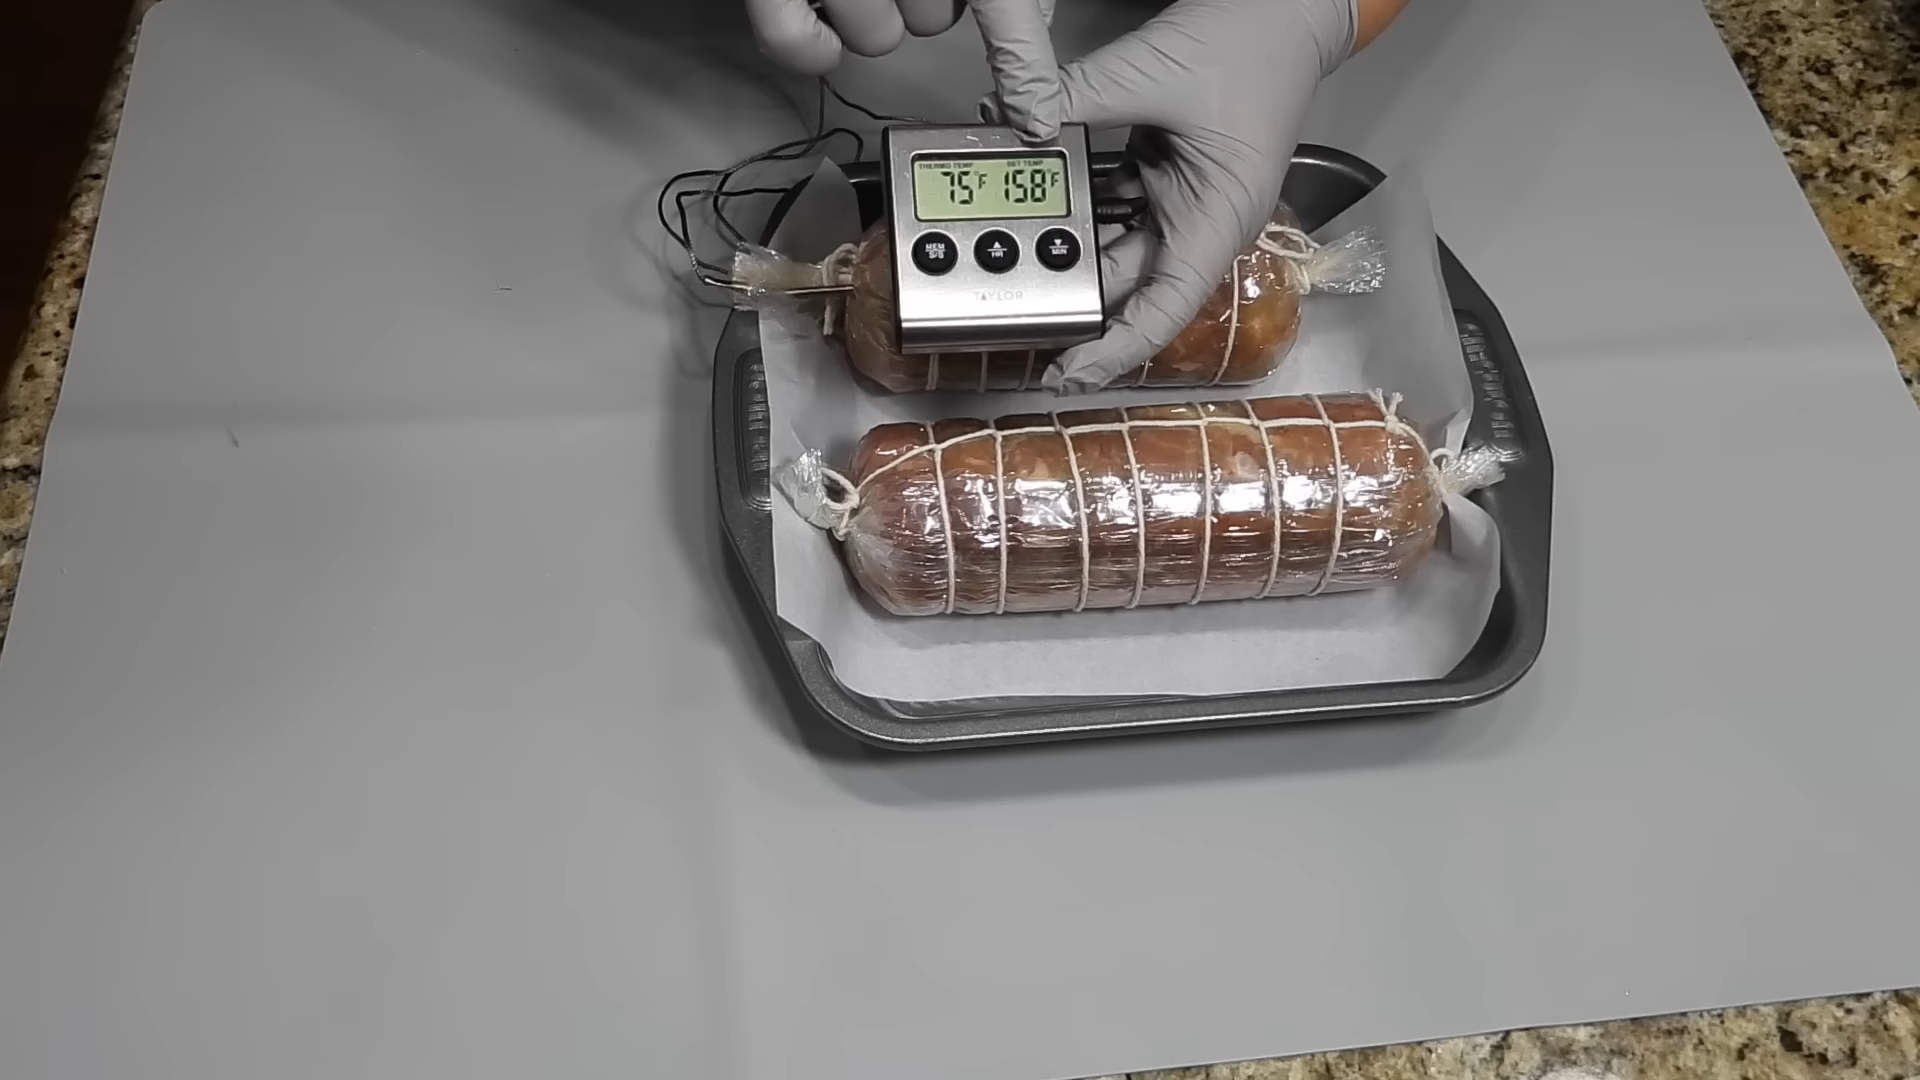 THERMO TEMP SET TEMP
75°F 158°F
MEM ▲ ▼
S/S HR MIN
TAYLOR